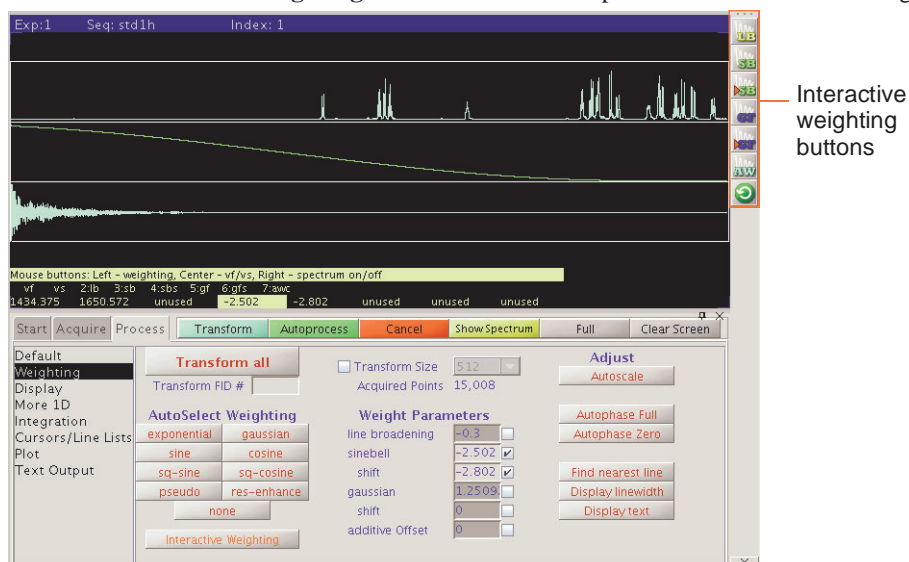 Exp:1 Seq: std1h Index: 1
LB
SB
SB
GT
GT
AW
Interactive
weighting
buttons
Mouse buttons: Left - weighting, Center - vf/vs, Right - spectrum on/off
vf vs 2:lb 3:sb 4:sbs 5:gf 6:gfs 7:awc
1434.375 1650.572 unused -2.502 -2.802 unused unused unused
Start Acquire Process Transform Autoprocess Cancel Show Spectrum Full Clear Screen
Default
Weighting
Display
More 1D
Integration
Cursors/Line Lists
Plot
Text Output
Transform all
Transform FID #
AutoSelect Weighting
exponential gaussian
sine cosine
sq-sine sq-cosine
pseudo res-enhance
none
Interactive Weighting
Transform Size 512
Acquired Points 15,008
Weight Parameters
line broadening -0.3
sinebell -2.502
shift -2.802
gaussian 1.2509
shift 0
additive Offset 0
Adjust
Autoscale
Autophase Full
Autophase Zero
Find nearest line
Display linewidth
Display text